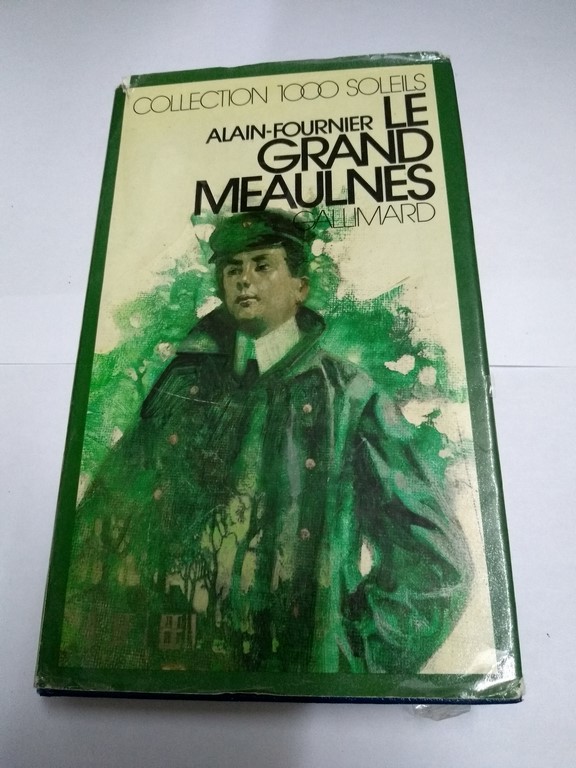 COLLECTION 1000 SOLEILS
ALAIN-FOURNIER LE
GRAND
MEAULNES
GALLIMARD